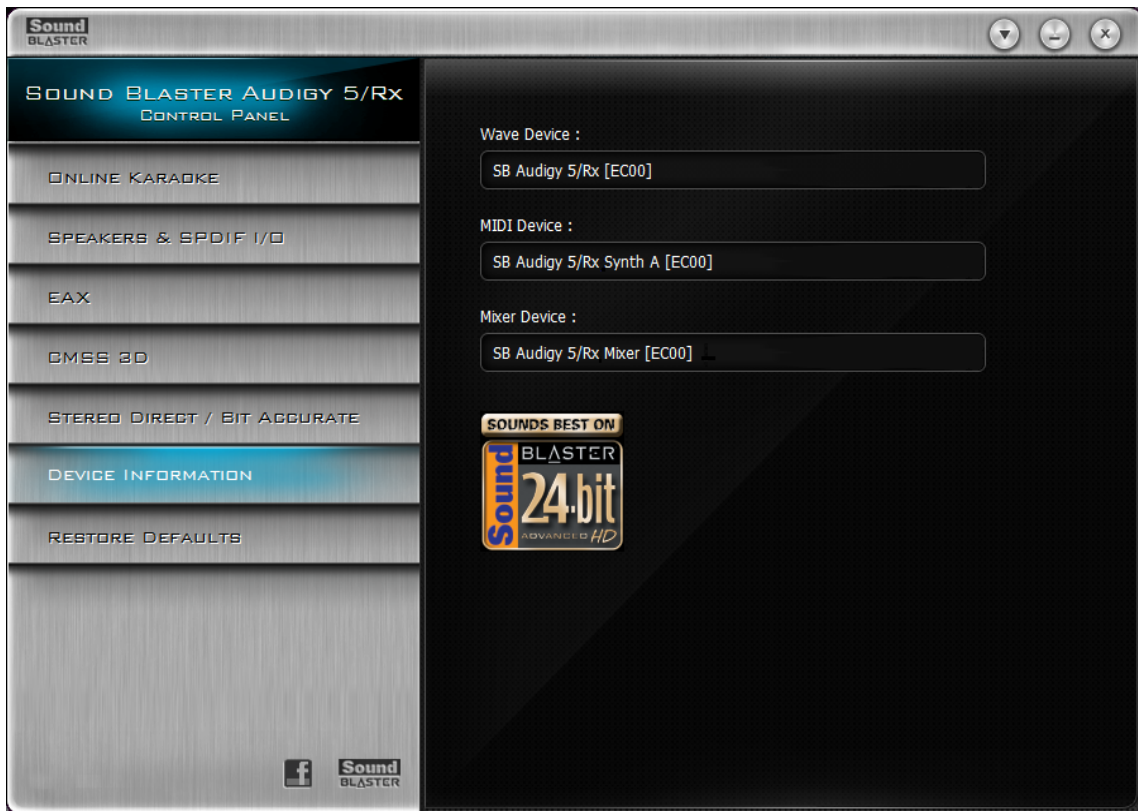 Sound
BLASTER
SOUND BLASTER AUDIGY 5/RX
CONTROL PANEL
ONLINE KARAOKE
SPEAKERS & SPDIF I/O
EAX
CMSS 3D
STEREO DIRECT / BIT ACCURATE
DEVICE INFORMATION
RESTORE DEFAULTS
f
Sound
BLASTER
Wave Device :
SB Audigy 5/Rx [EC00]
MIDI Device :
SB Audigy 5/Rx Synth A [EC00]
Mixer Device :
SB Audigy 5/Rx Mixer [EC00]
SOUNDS BEST ON
Sound
BLASTER
24-bit
ADVANCED HD